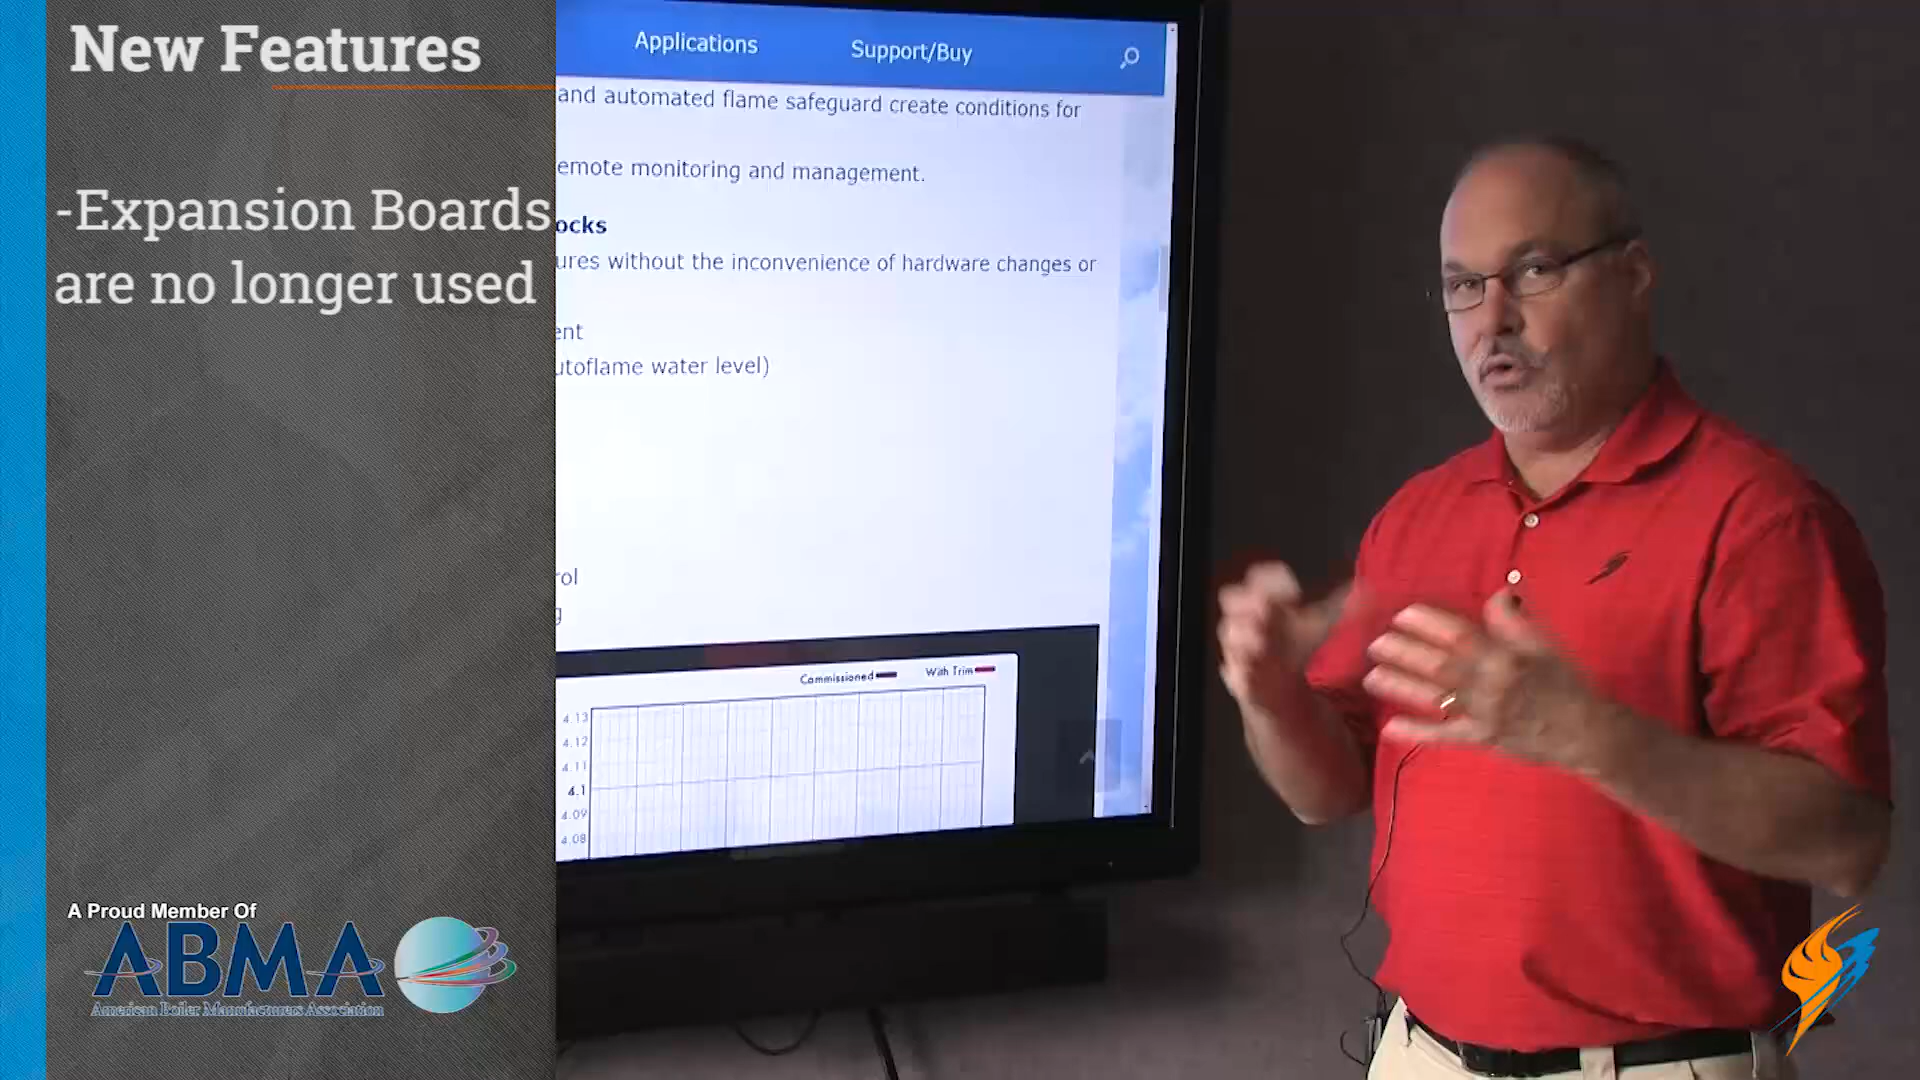 New Features
-Expansion Boards
are no longer used
A Proud Member Of
ABMA
American Boiler Manufacturers Association
Applications
Support/Buy
and automated flame safeguard create conditions for
emote monitoring and management.
ocks
ures without the inconvenience of hardware changes or
ent
utoflame water level)
rol
g
Commissioned
With Trim
4.13
4.12
4.11
4.1
4.09
4.08